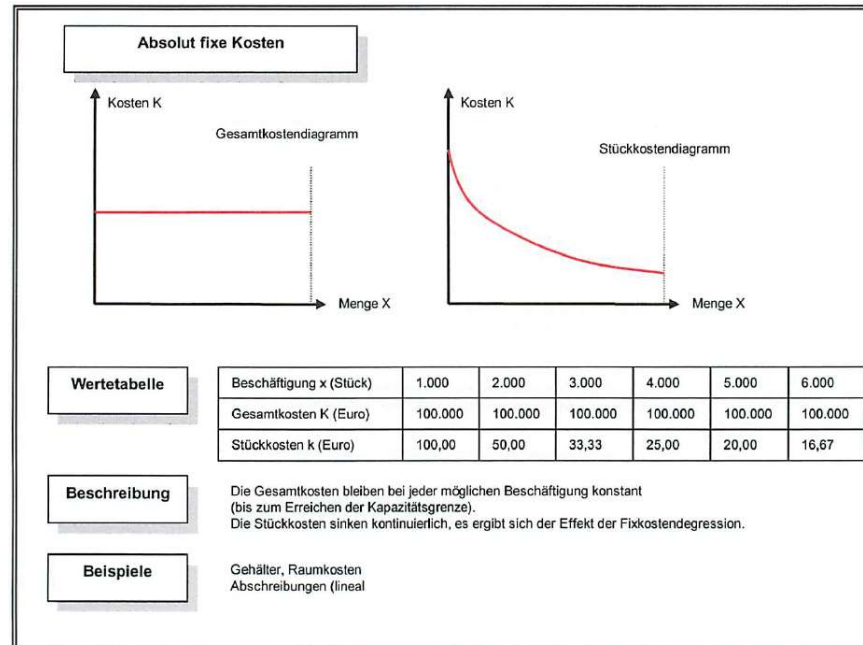 Absolut fixe Kosten
Kosten K
Gesamtkostendiagramm
Menge X
Kosten K
Stückkostendiagramm
Menge X
Wertetabelle
Beschäftigung x (Stück) 1.000 2.000 3.000 4.000 5.000 6.000
Gesamtkosten K (Euro) 100.000 100.000 100.000 100.000 100.000 100.000
Stückkosten k (Euro) 100,00 50,00 33,33 25,00 20,00 16,67
Beschreibung
Die Gesamtkosten bleiben bei jeder möglichen Beschäftigung konstant
(bis zum Erreichen der Kapazitätsgrenze).
Die Stückkosten sinken kontinuierlich, es ergibt sich der Effekt der Fixkostendegression.
Beispiele
Gehälter, Raumkosten
Abschreibungen (lineal